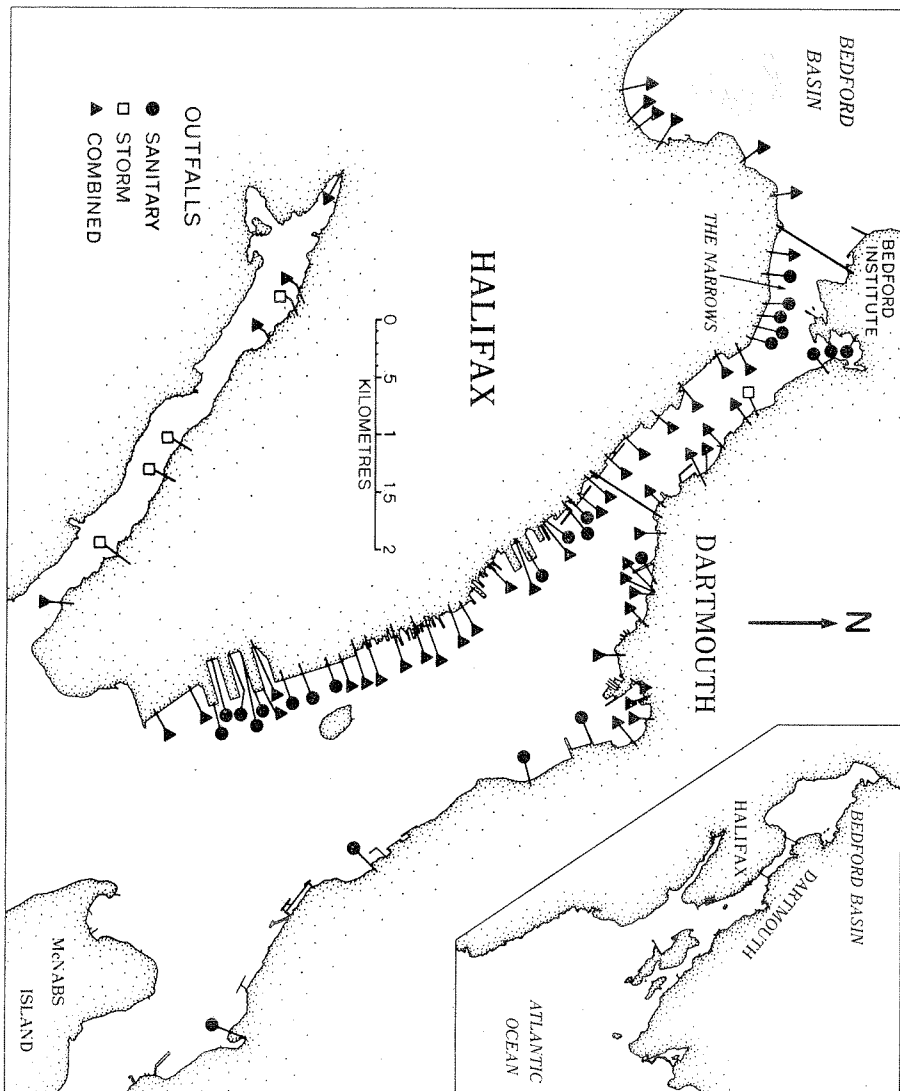 BEDFORD
BASIN
BEDFORD
INSTITUTE
THE NARROWS
HALIFAX
DARTMOUTH
N
OUTFALLS
SANITARY
STORM
COMBINED
0 .5 1 1.5 2
KILOMETRES
McNABS
ISLAND
BEDFORD BASIN
HALIFAX
DARTMOUTH
ATLANTIC
OCEAN